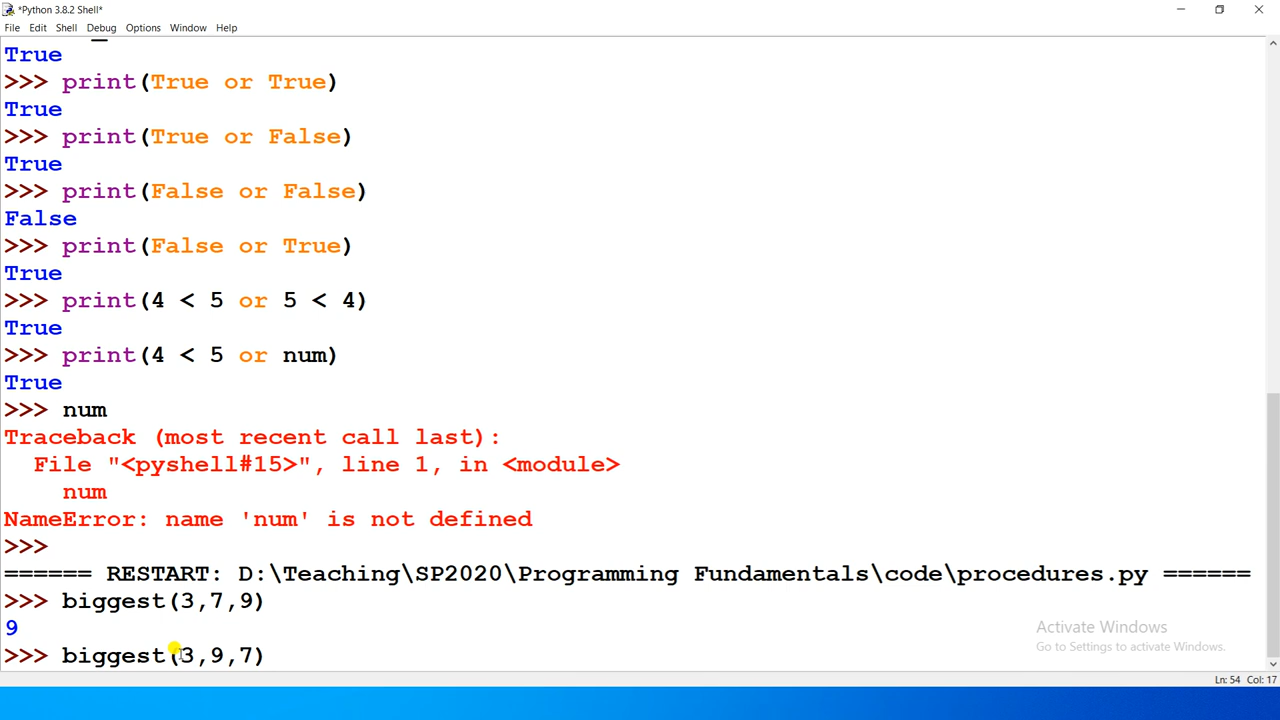 *Python 3.8.2 Shell*
File Edit Shell Debug Options Window Help
True
>>> print(True or True)
True
>>> print(True or False)
True
>>> print(False or False)
False
>>> print(False or True)
True
>>> print(4 < 5 or 5 < 4)
True
>>> print(4 < 5 or num)
True
>>> num
Traceback (most recent call last):
  File "<pyshell#15>", line 1, in <module>
    num
NameError: name 'num' is not defined
>>>
====== RESTART: D:\Teaching\SP2020\Programming Fundamentals\code\procedures.py ======
>>> biggest(3,7,9)
9
>>> biggest(3,9,7)
Activate Windows
Go to Settings to activate Windows.
Ln: 54 Col: 17